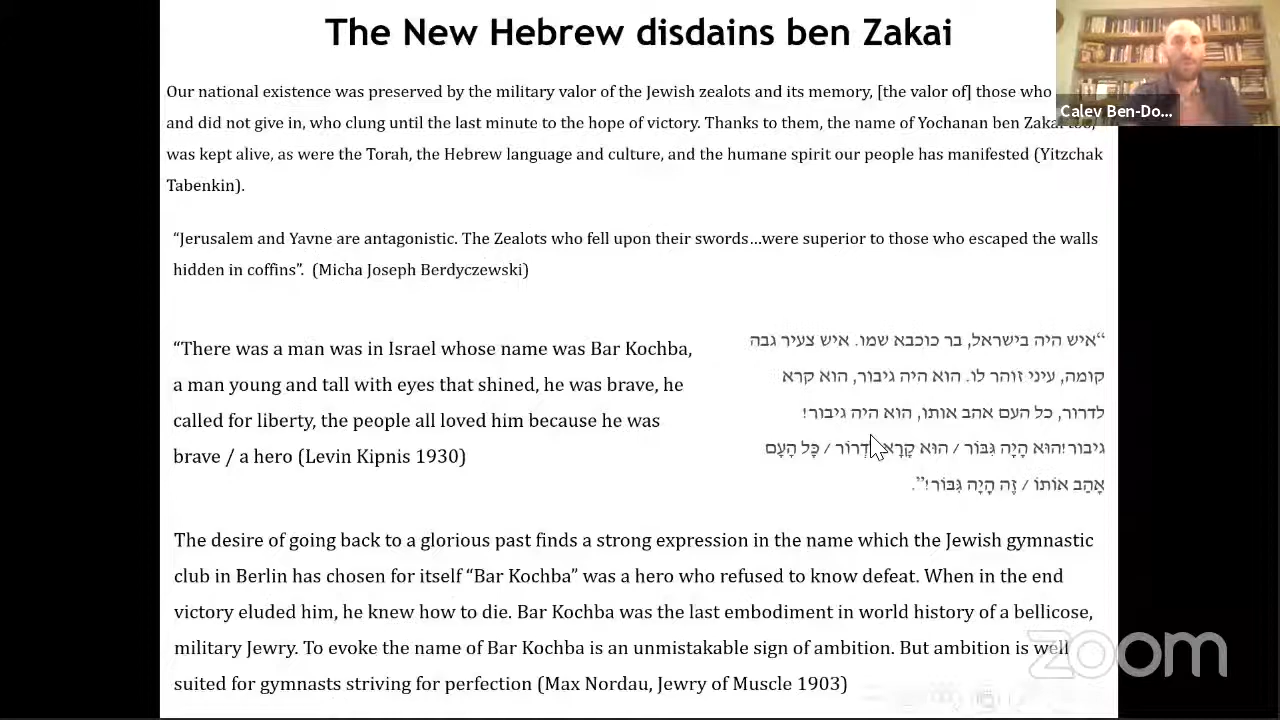 The New Hebrew disdains ben Zakai
Calev Ben-Do...
Our national existence was preserved by the military valor of the Jewish zealots and its memory, [the valor of] those who
and did not give in, who clung until the last minute to the hope of victory. Thanks to them, the name of Yochanan ben Zakai too,
was kept alive, as were the Torah, the Hebrew language and culture, and the humane spirit our people has manifested (Yitzchak
Tabenkin).
“Jerusalem and Yavne are antagonistic. The Zealots who fell upon their swords…were superior to those who escaped the walls
hidden in coffins”. (Micha Joseph Berdyczewski)
“There was a man was in Israel whose name was Bar Kochba,
a man young and tall with eyes that shined, he was brave, he
called for liberty, the people all loved him because he was
brave / a hero (Levin Kipnis 1930)
“איש היה בישראל, בר כוכבא שמו. איש צעיר גבה
קומה, עיני זוהר לו. הוא היה גיבור, הוא קרא
לדרור, כל העם אהב אותו, הוא היה גיבור!
גיבור!הוּא הָיָה גִּבּוֹר / הוּא קָרָא לִדְרוֹר / כָּל הָעָם
אָהַב אוֹתוֹ / זֶה הָיָה גִּבּוֹר!”.
The desire of going back to a glorious past finds a strong expression in the name which the Jewish gymnastic
club in Berlin has chosen for itself “Bar Kochba” was a hero who refused to know defeat. When in the end
victory eluded him, he knew how to die. Bar Kochba was the last embodiment in world history of a bellicose,
military Jewry. To evoke the name of Bar Kochba is an unmistakable sign of ambition. But ambition is well
suited for gymnasts striving for perfection (Max Nordau, Jewry of Muscle 1903)
zoom